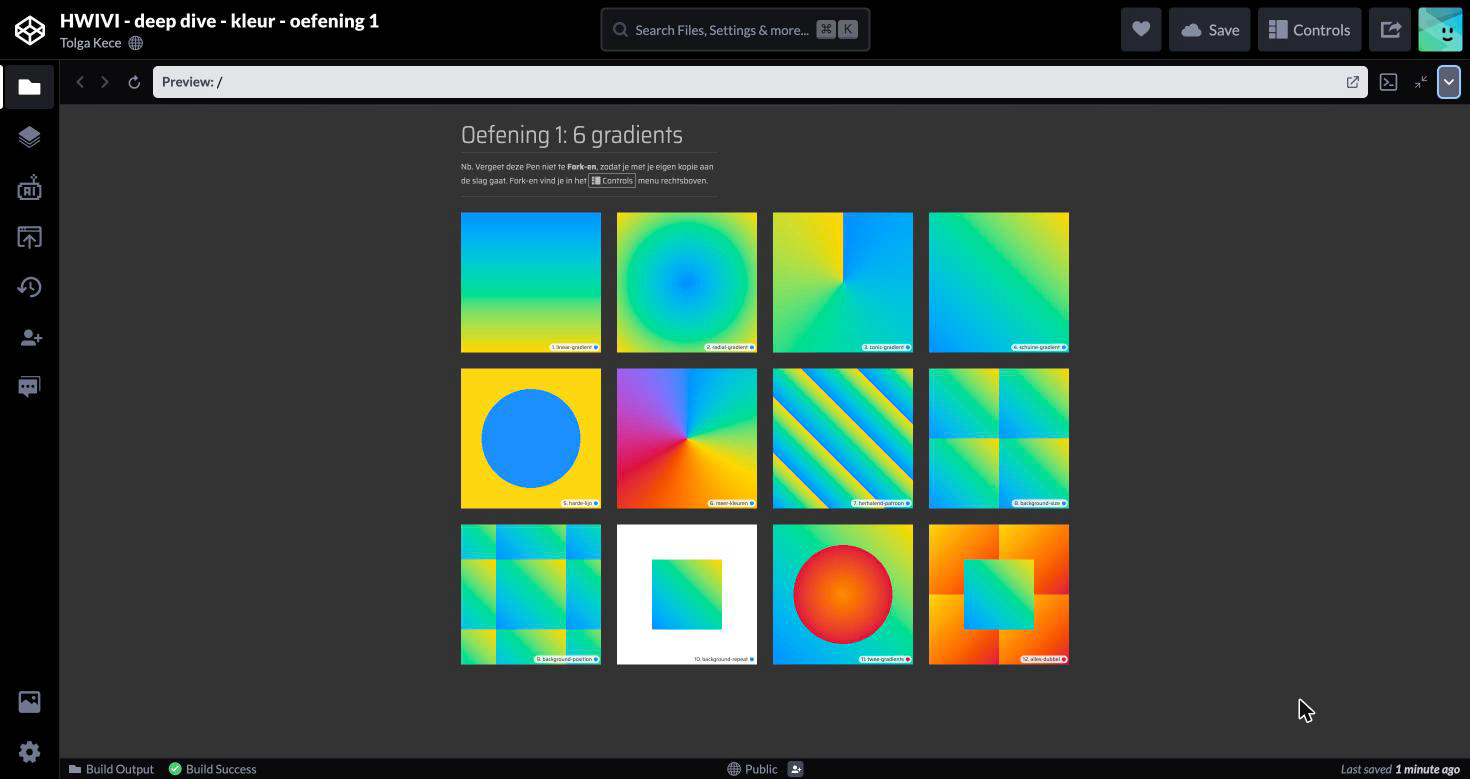 HWIVI - deep dive - kleur - oefening 1
Tolga Kece
Search Files, Settings & more...
⌘ K
Save
Controls
Preview: /
AI
Oefening 1: 6 gradients
Nb. Vergeet deze Pen niet te Fork-en, zodat je met je eigen kopie aan
de slag gaat. Fork-en vind je in het Controls menu rechtsboven.
1. linear-gradient
2. radial-gradient
3. conic-gradient
4. schuine-gradient
5. harde-lijn
6. meer-kleuren
7. herhalend-patroon
8. background-size
9. background-position
10. background-repeat
11. twee-gradients
12. alles-dubbel
Build Output
Build Success
Public
Last saved 1 minute ago